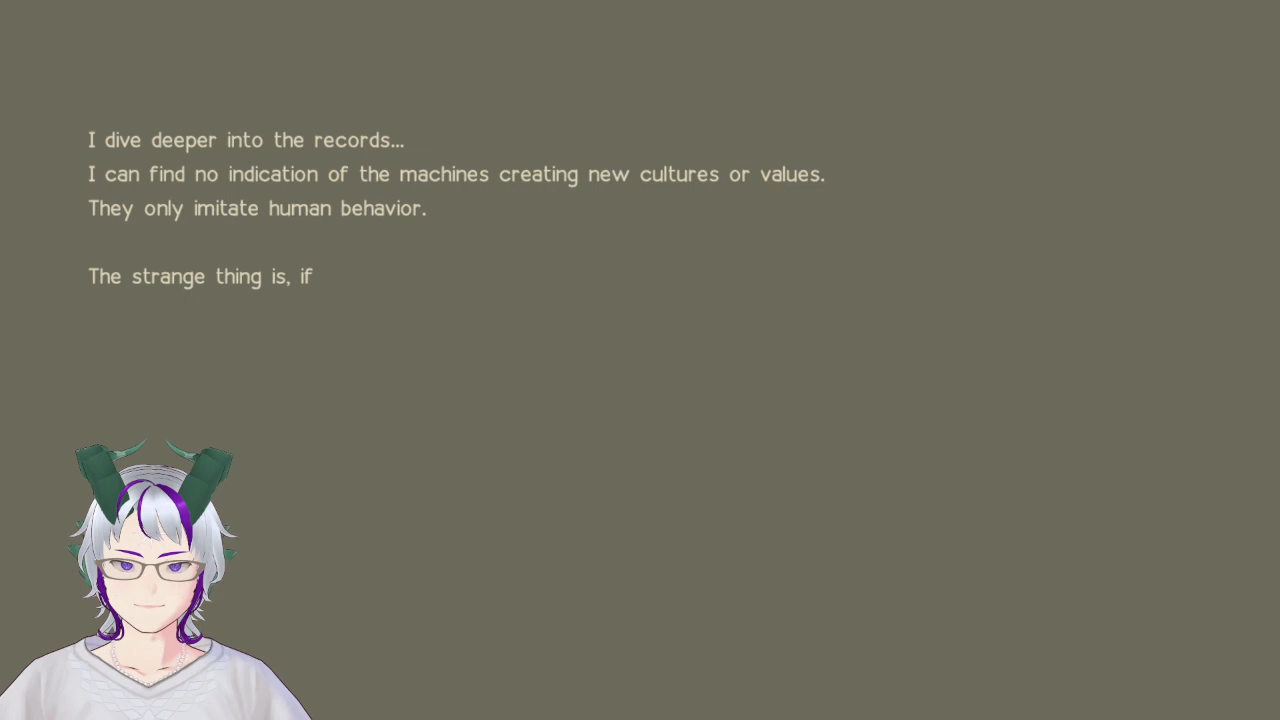 I dive deeper into the records...
I can find no indication of the machines creating new cultures or values.
They only imitate human behavior.
The strange thing is, if